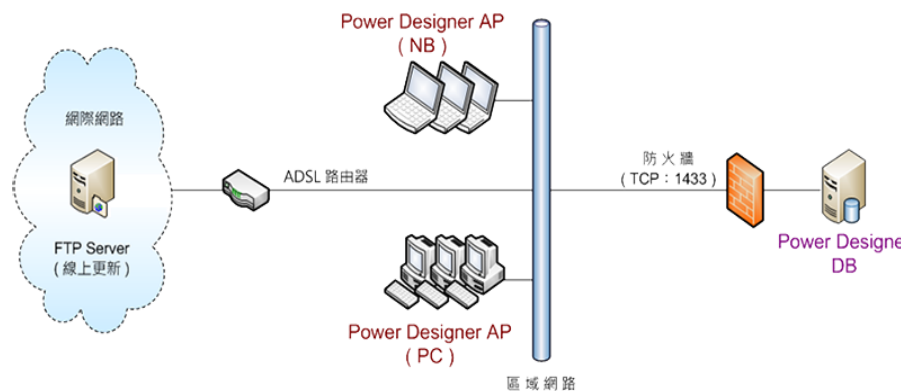 Power Designer AP
( NB )
網際網路
FTP Server
( 線上更新 )
ADSL 路由器
Power Designer AP
( PC )
區域網路
防火牆
( TCP：1433 )
Power Designe
DB